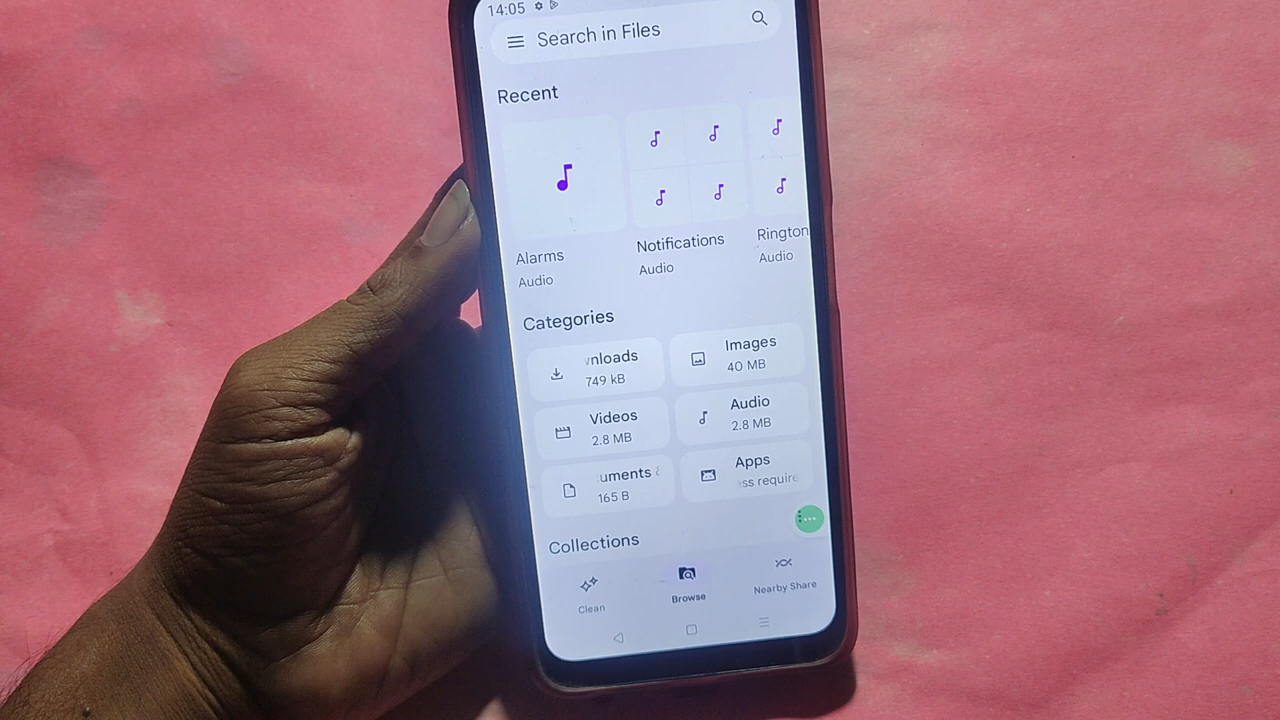 14:05
Search in Files
Recent
Alarms
Audio
Notifications
Audio
Rington
Audio
Categories
nloads
749 kB
Images
40 MB
Videos
2.8 MB
Audio
2.8 MB
uments
165 B
Apps
ss require
Collections
Clean
Browse
Nearby Share